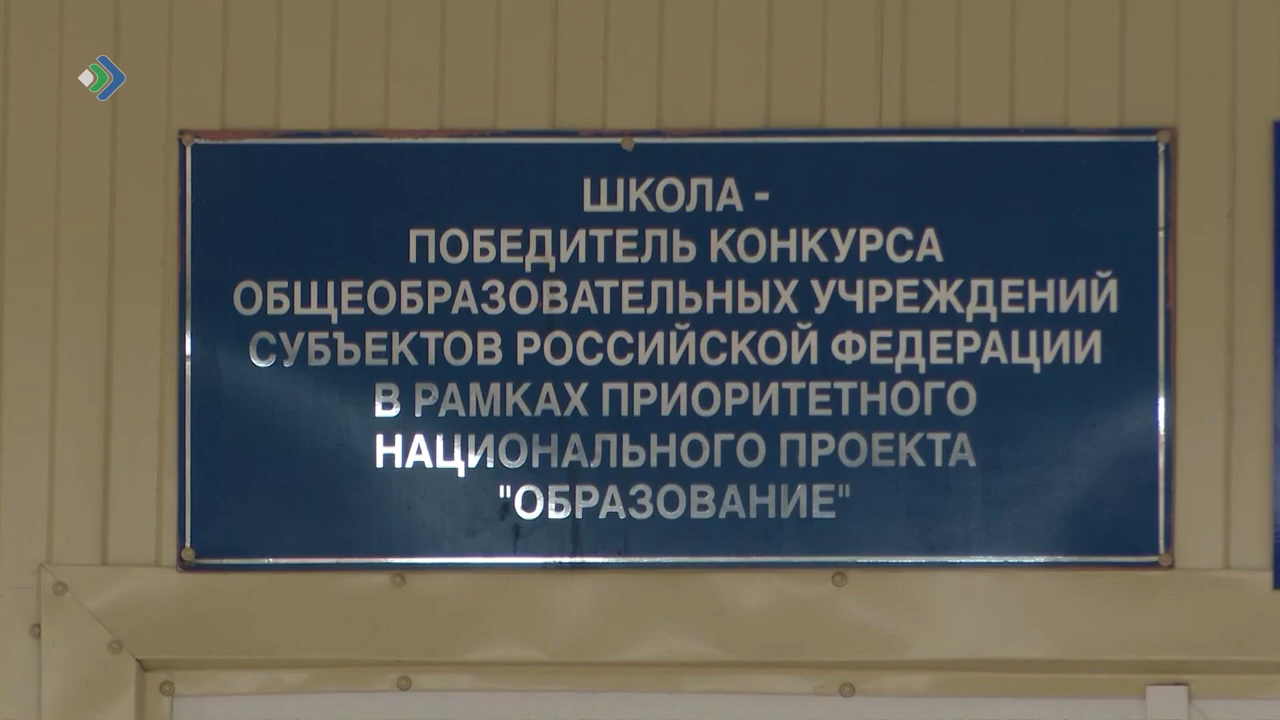 ШКОЛА -
ПОБЕДИТЕЛЬ КОНКУРСА
ОБЩЕОБРАЗОВАТЕЛЬНЫХ УЧРЕЖДЕНИЙ
СУБЪЕКТОВ РОССИЙСКОЙ ФЕДЕРАЦИИ
В РАМКАХ ПРИОРИТЕТНОГО
НАЦИОНАЛЬНОГО ПРОЕКТА
"ОБРАЗОВАНИЕ"